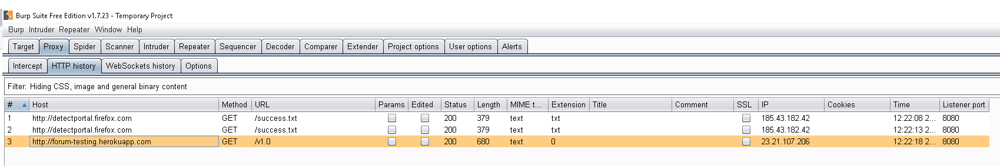 Burp Suite Free Edition v1.7.23 - Temporary Project
Burp Intruder Repeater Window Help
Target Proxy Spider Scanner Intruder Repeater Sequencer Decoder Comparer Extender Project options User options Alerts
Intercept HTTP history WebSockets history Options
Filter: Hiding CSS, image and general binary content
# Host Method URL Params Edited Status Length MIME t... Extension Title Comment SSL IP Cookies Time Listener port
1 http://detectportal.firefox.com GET /success.txt 200 379 text txt 185.43.182.42 12:22:08 2... 8080
2 http://detectportal.firefox.com GET /success.txt 200 379 text txt 185.43.182.42 12:22:13 2... 8080
3 http://forum-testing.herokuapp.com GET /v1.0 200 680 text 0 23.21.107.206 12:22:18 2... 8080